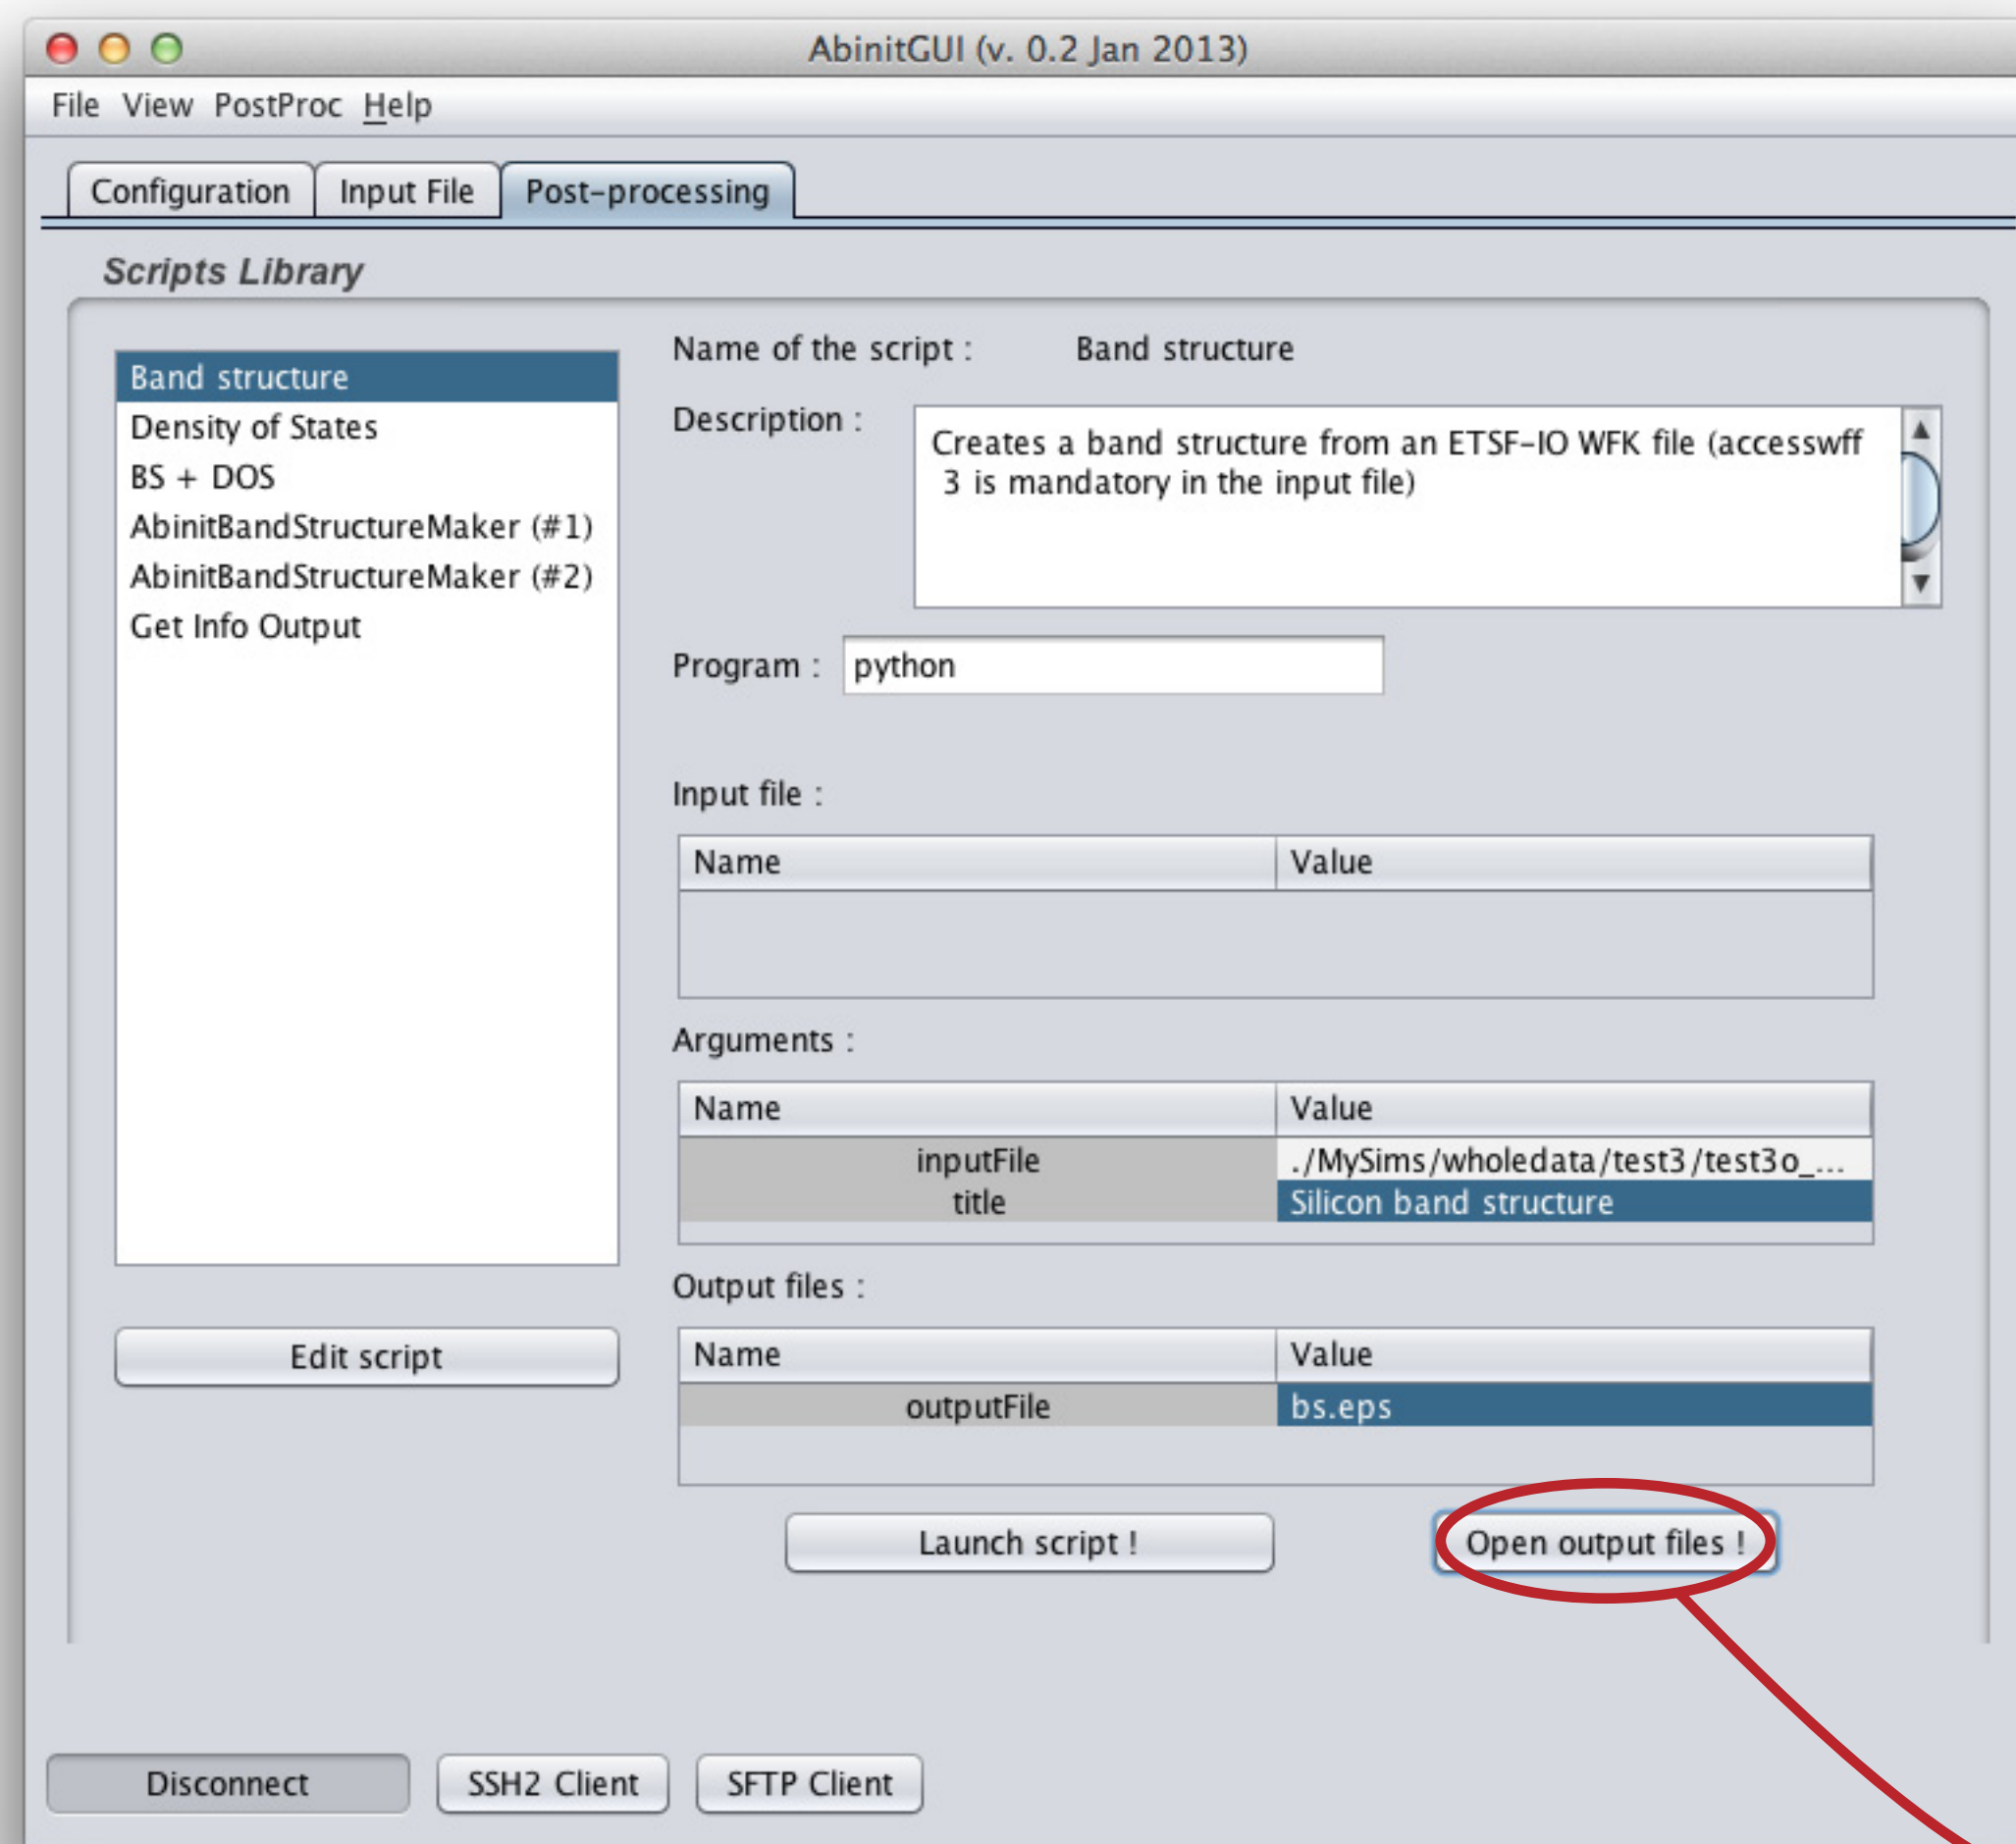 AbinitGUI (v. 0.2 Jan 2013)
File View PostProc Help
Configuration Input File Post-processing
Scripts Library
Band structure
Density of States
BS + DOS
AbinitBandStructureMaker (#1)
AbinitBandStructureMaker (#2)
Get Info Output
Edit script
Name of the script : Band structure
Description :
Creates a band structure from an ETSF-IO WFK file (accesswff
3 is mandatory in the input file)
Program : python
Input file :
Name Value
Arguments :
Name Value
inputFile ./MySims/wholedata/test3/test3o_...
title Silicon band structure
Output files :
Name Value
outputFile bs.eps
Launch script ! Open output files !
Disconnect SSH2 Client SFTP Client